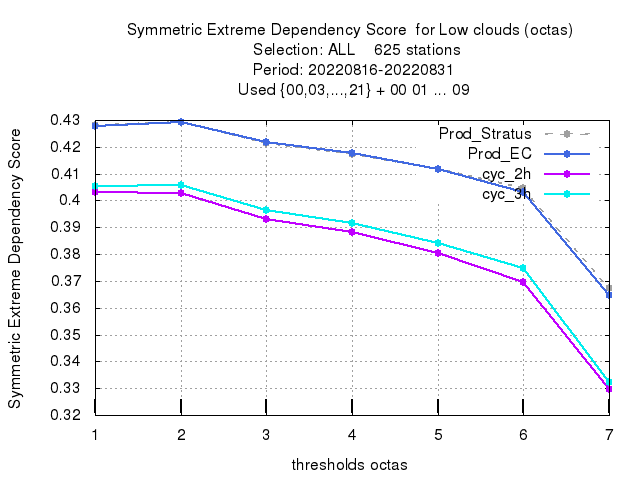 Symmetric Extreme Dependency Score  for Low clouds (octas)
Selection: ALL    625 stations
Period: 20220816-20220831
Used {00,03,...,21} + 00 01 ... 09
Symmetric Extreme Dependency Score
0.43
0.42
0.41
0.4
0.39
0.38
0.37
0.36
0.35
0.34
0.33
0.32
Prod_Stratus
Prod_EC
cyc_2h
cyc_3h
1 2 3 4 5 6 7
thresholds octas